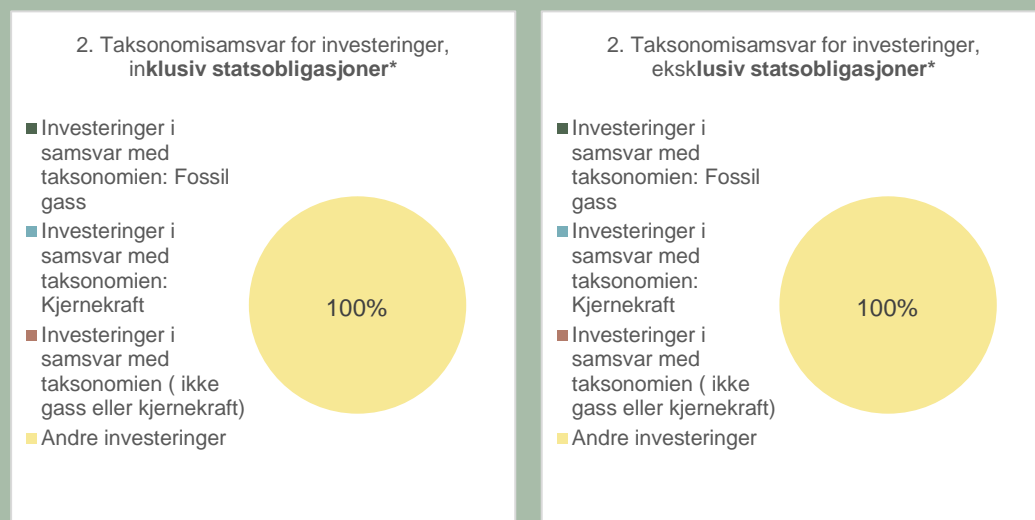 2. Taksonomisamsvar for investeringer,
inklusiv statsobligasjoner*
Investeringer i
samsvar med
taksonomien: Fossil
gass
Investeringer i
samsvar med
taksonomien:
Kjernekraft
Investeringer i
samsvar med
taksonomien ( ikke
gass eller kjernekraft)
Andre investeringer
100%
2. Taksonomisamsvar for investeringer,
eksklusiv statsobligasjoner*
Investeringer i
samsvar med
taksonomien: Fossil
gass
Investeringer i
samsvar med
taksonomien:
Kjernekraft
Investeringer i
samsvar med
taksonomien ( ikke
gass eller kjernekraft)
Andre investeringer
100%